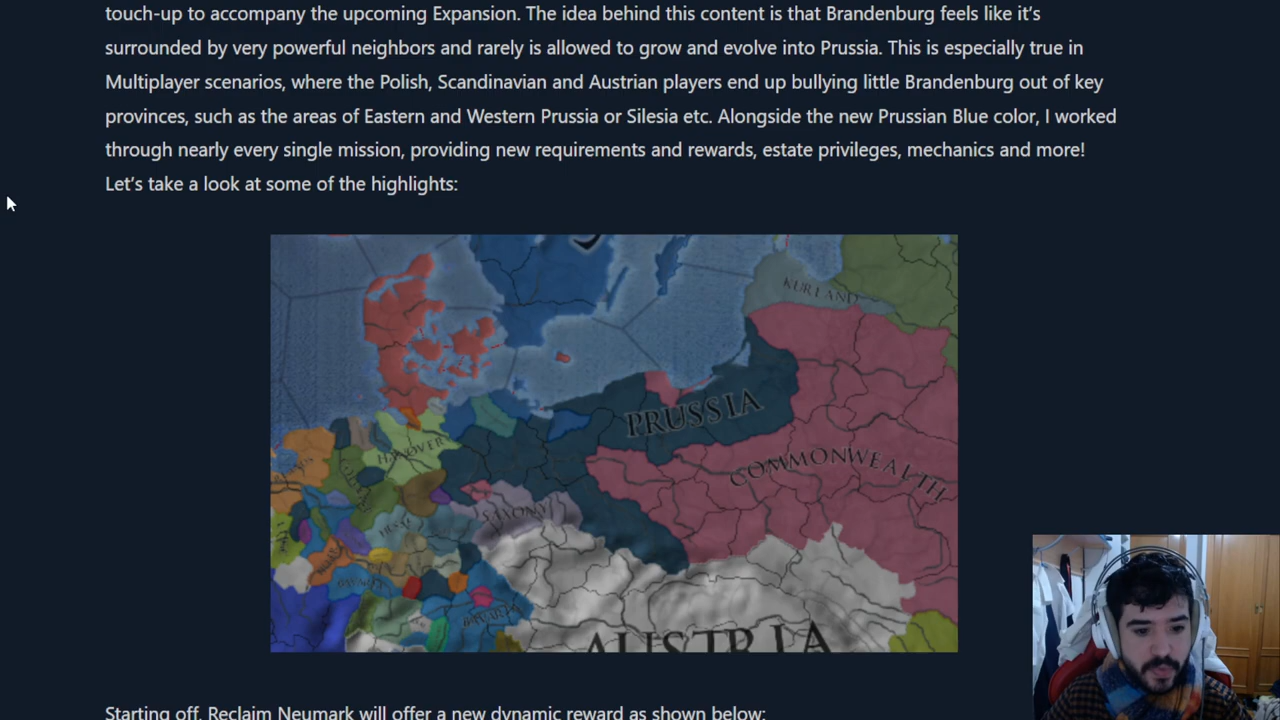 touch-up to accompany the upcoming Expansion. The idea behind this content is that Brandenburg feels like it’s
surrounded by very powerful neighbors and rarely is allowed to grow and evolve into Prussia. This is especially true in
Multiplayer scenarios, where the Polish, Scandinavian and Austrian players end up bullying little Brandenburg out of key
provinces, such as the areas of Eastern and Western Prussia or Silesia etc. Alongside the new Prussian Blue color, I worked
through nearly every single mission, providing new requirements and rewards, estate privileges, mechanics and more!
Let’s take a look at some of the highlights:
KURLAND
PRUSSIA
HANOVER
COMMONWEALTH
SAXONY
HESSE
BAVARIA
AUSTRIA
Starting off, Reclaim Neumark will offer a new dynamic reward as shown below: